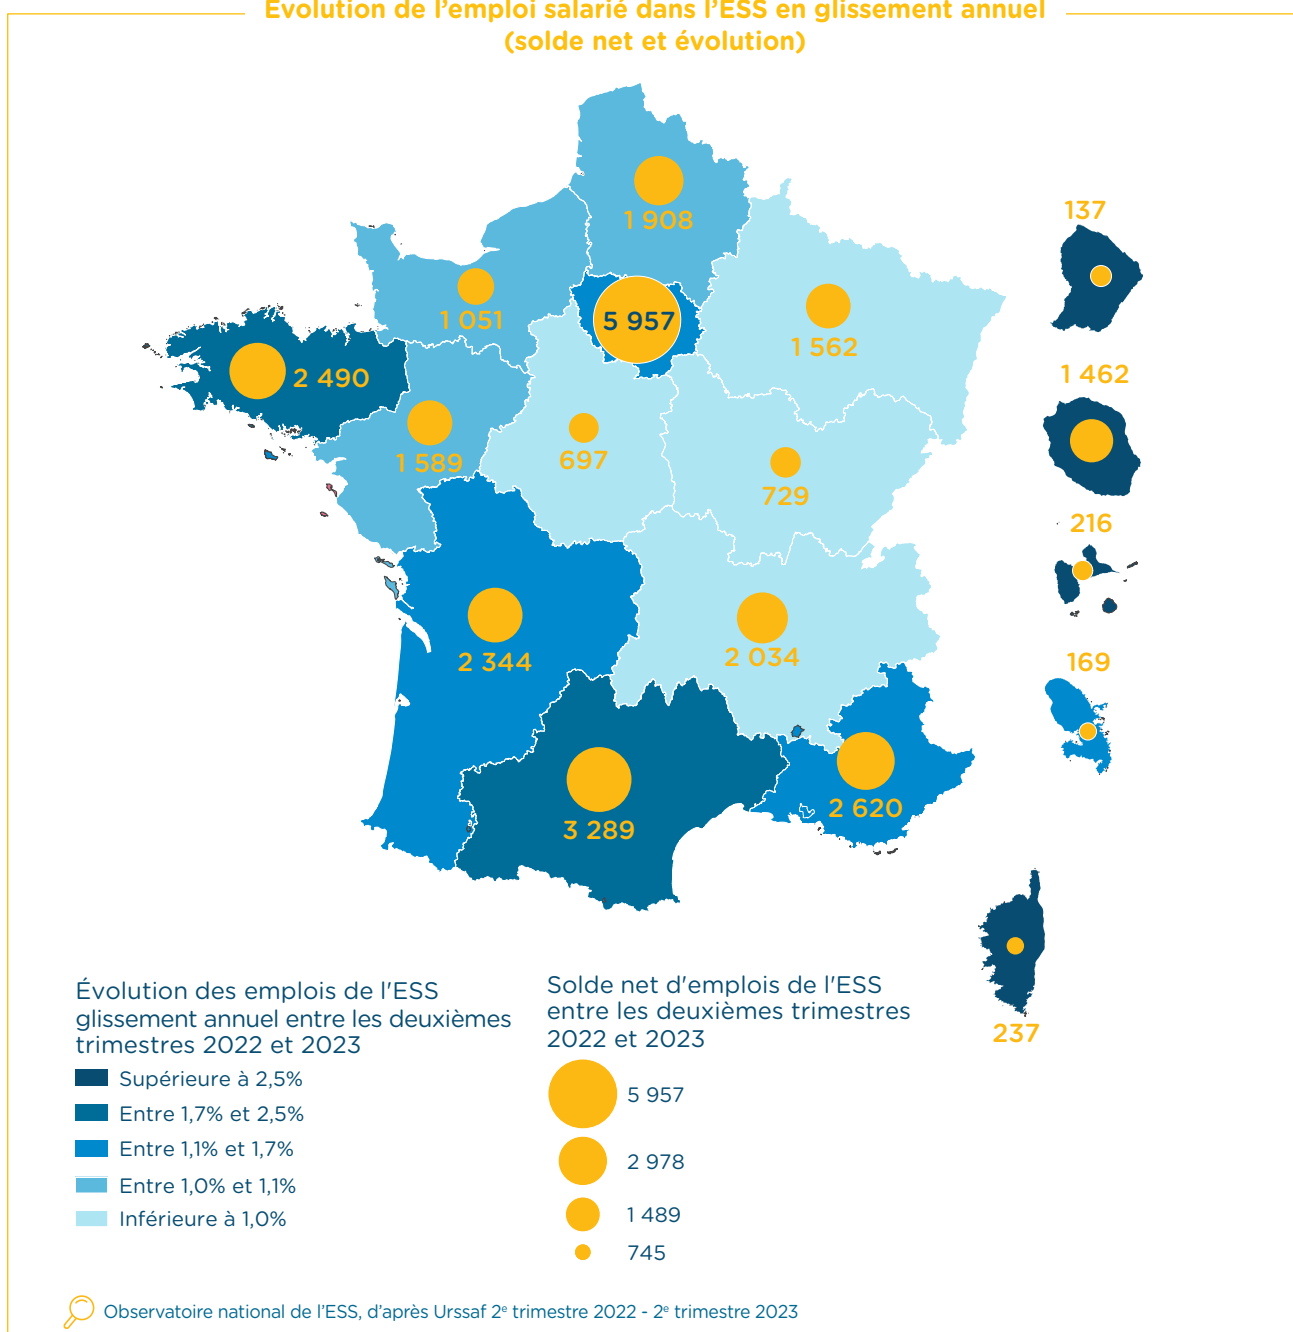 Évolution de l’emploi salarié dans l’ESS en glissement annuel
(solde net et évolution)
1 908
137
1 051
5 957
1 562
2 490
1 462
1 589
697
729
216
2 344
2 034
169
3 289
2 620
237
Évolution des emplois de l'ESS
glissement annuel entre les deuxièmes
trimestres 2022 et 2023
Supérieure à 2,5%
Entre 1,7% et 2,5%
Entre 1,1% et 1,7%
Entre 1,0% et 1,1%
Inférieure à 1,0%
Solde net d'emplois de l'ESS
entre les deuxièmes trimestres
2022 et 2023
5 957
2 978
1 489
745
Observatoire national de l’ESS, d’après Urssaf 2e trimestre 2022 - 2e trimestre 2023